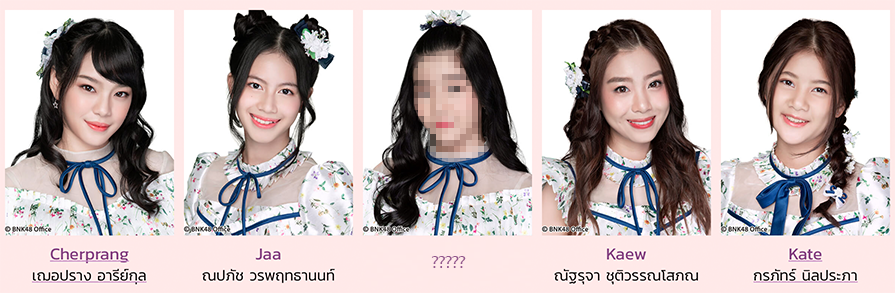 © BNK48 Office
© BNK48 Office
© BNK48 Office
© BNK48 Office
© BNK48 Office
Cherprang
เฌอปราง อารีย์กุล
Jaa
ณปภัช วรพฤทธานนท์
?????
Kaew
ณัฐรุจา ชุติวรรณโสภณ
Kate
กรภัทร์ นิลประภา